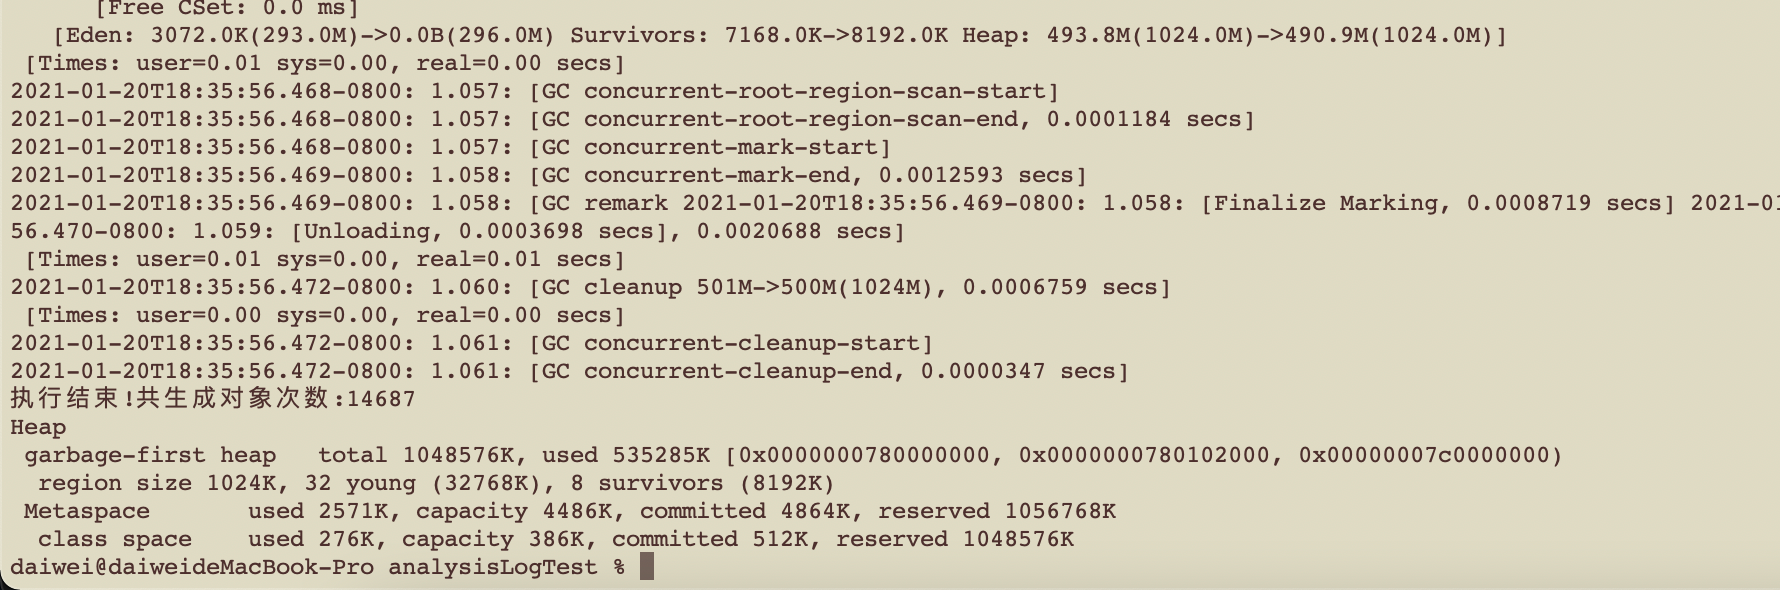 [Free CSet: 0.0 ms]
[Eden: 3072.0K(293.0M)->0.0B(296.0M) Survivors: 7168.0K->8192.0K Heap: 493.8M(1024.0M)->490.9M(1024.0M)]
[Times: user=0.01 sys=0.00, real=0.00 secs]
2021-01-20T18:35:56.468-0800: 1.057: [GC concurrent-root-region-scan-start]
2021-01-20T18:35:56.468-0800: 1.057: [GC concurrent-root-region-scan-end, 0.0001184 secs]
2021-01-20T18:35:56.468-0800: 1.057: [GC concurrent-mark-start]
2021-01-20T18:35:56.469-0800: 1.058: [GC concurrent-mark-end, 0.0012593 secs]
2021-01-20T18:35:56.469-0800: 1.058: [GC remark 2021-01-20T18:35:56.469-0800: 1.058: [Finalize Marking, 0.0008719 secs] 2021-01
56.470-0800: 1.059: [Unloading, 0.0003698 secs], 0.0020688 secs]
[Times: user=0.01 sys=0.00, real=0.01 secs]
2021-01-20T18:35:56.472-0800: 1.060: [GC cleanup 501M->500M(1024M), 0.0006759 secs]
[Times: user=0.00 sys=0.00, real=0.00 secs]
2021-01-20T18:35:56.472-0800: 1.061: [GC concurrent-cleanup-start]
2021-01-20T18:35:56.472-0800: 1.061: [GC concurrent-cleanup-end, 0.0000347 secs]
执行结束!共生成对象次数:14687
Heap
garbage-first heap   total 1048576K, used 535285K [0x0000000780000000, 0x0000000780102000, 0x00000007c0000000)
region size 1024K, 32 young (32768K), 8 survivors (8192K)
Metaspace       used 2571K, capacity 4486K, committed 4864K, reserved 1056768K
class space    used 276K, capacity 386K, committed 512K, reserved 1048576K
daiwei@daiweideMacBook-Pro analysisLogTest %